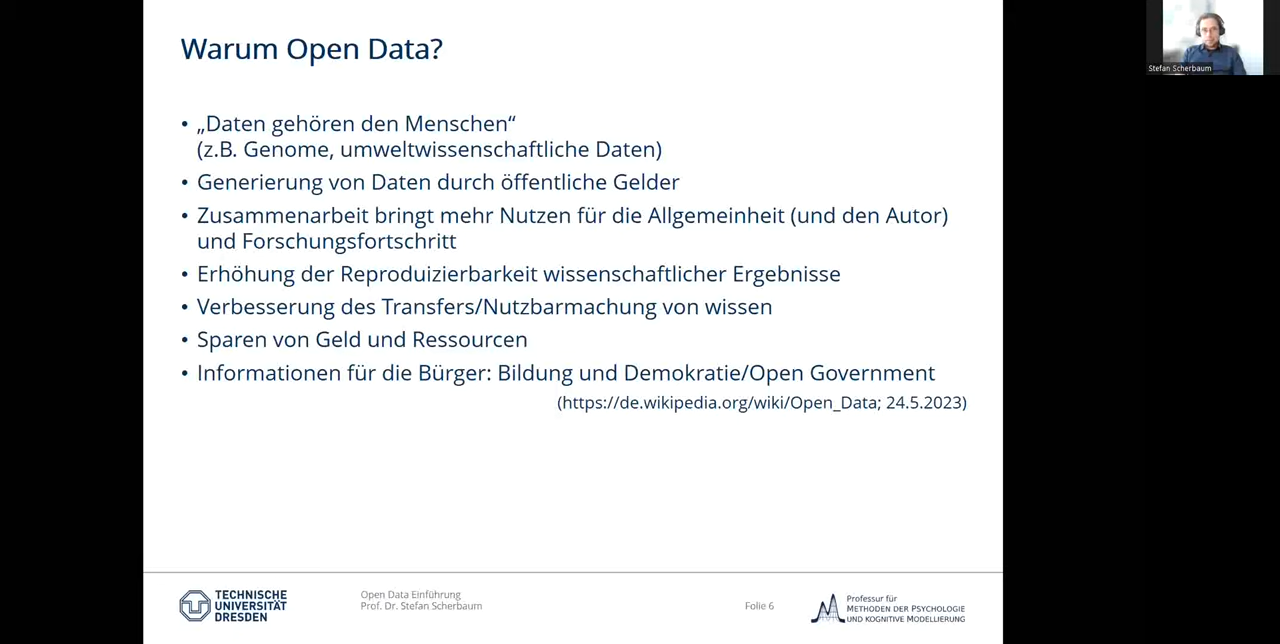 Warum Open Data?
• „Daten gehören den Menschen“
(z.B. Genome, umweltwissenschaftliche Daten)
• Generierung von Daten durch öffentliche Gelder
• Zusammenarbeit bringt mehr Nutzen für die Allgemeinheit (und den Autor)
und Forschungsfortschritt
• Erhöhung der Reproduizierbarkeit wissenschaftlicher Ergebnisse
• Verbesserung des Transfers/Nutzbarmachung von wissen
• Sparen von Geld und Ressourcen
• Informationen für die Bürger: Bildung und Demokratie/Open Government
(https://de.wikipedia.org/wiki/Open_Data; 24.5.2023)
Stefan Scherbaum
TECHNISCHE
UNIVERSITÄT
DRESDEN
Open Data Einführung
Prof. Dr. Stefan Scherbaum
Folie 6
Professur für
METHODEN DER PSYCHOLOGIE
UND KOGNITIVE MODELLIERUNG